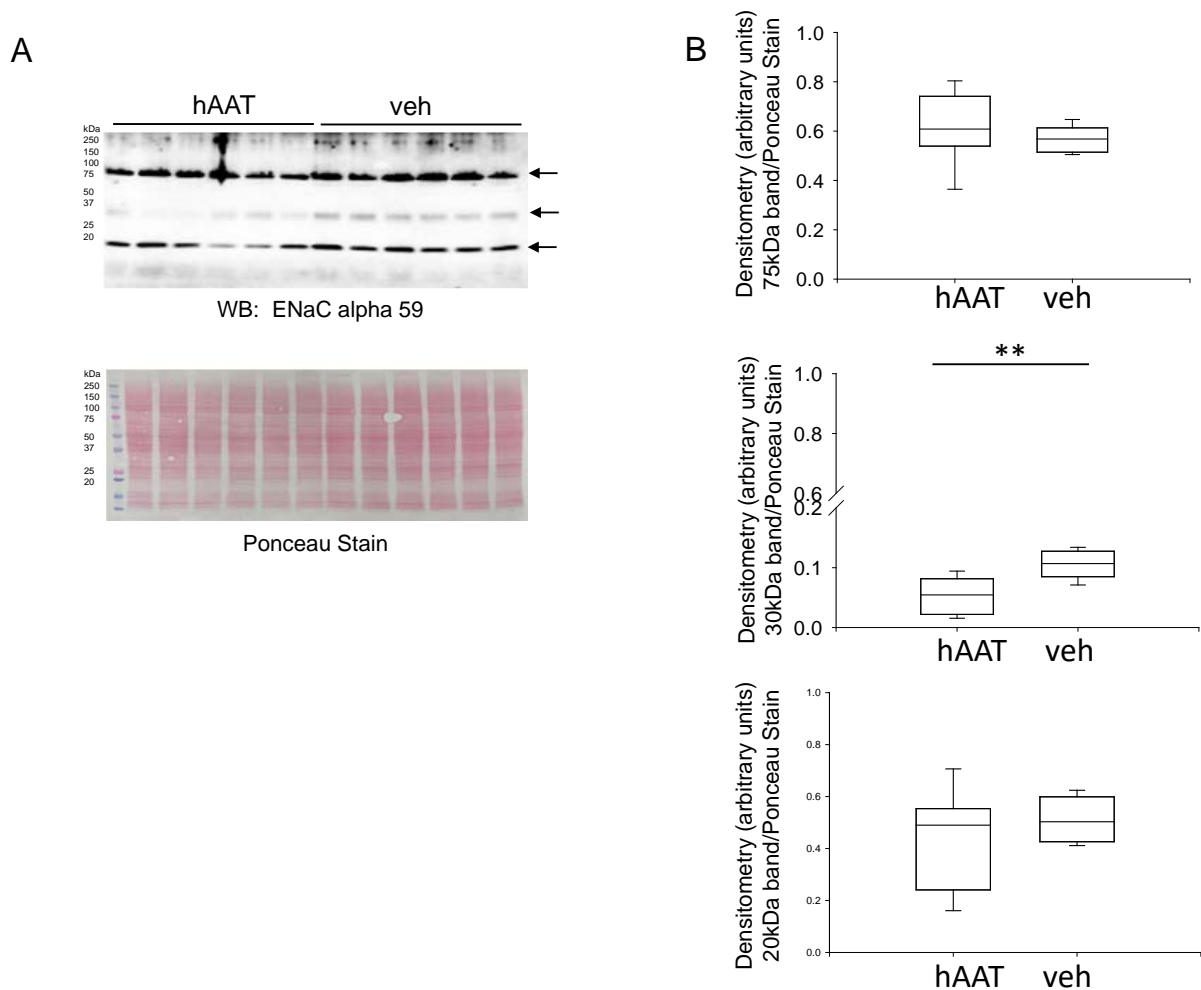 A
hAAT veh
kDa
250
150
100
75
50
37
25
20
WB: ENaC alpha 59
kDa
250
150
100
75
50
37
25
20
Ponceau Stain
B
Densitometry (arbitrary units)
75kDa band/Ponceau Stain
1.0
0.8
0.6
0.4
0.2
0.0
hAAT veh
**
Densitometry (arbitrary units)
30kDa band/Ponceau Stain
1.0
0.8
0.6
0.2
0.1
0.0
hAAT veh
Densitometry (arbitrary units)
20kDa band/Ponceau Stain
1.0
0.8
0.6
0.4
0.2
0.0
hAAT veh